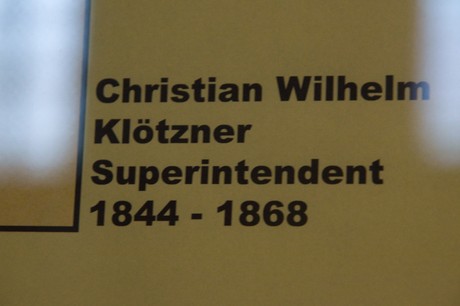 Christian Wilhelm
Klötzner
Superintendent
1844 - 1868